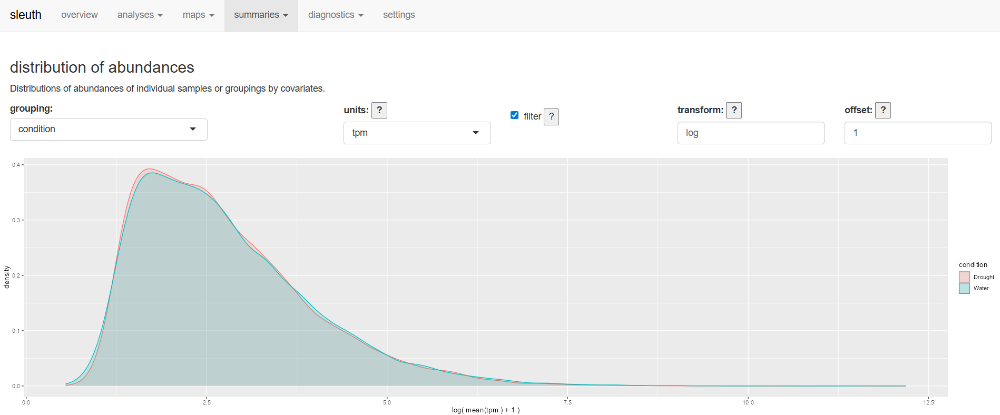 sleuth overview analyses maps summaries diagnostics settings
distribution of abundances
Distributions of abundances of individual samples or groupings by covariates.
grouping: units: ? filter ? transform: ? offset: ?
condition tpm log 1
0.4
0.3
0.2
0.1
0.0
density
0.0 2.5 5.0 7.5 10.0 12.5
log( mean(tpm ) + 1 )
condition
Drought
Water